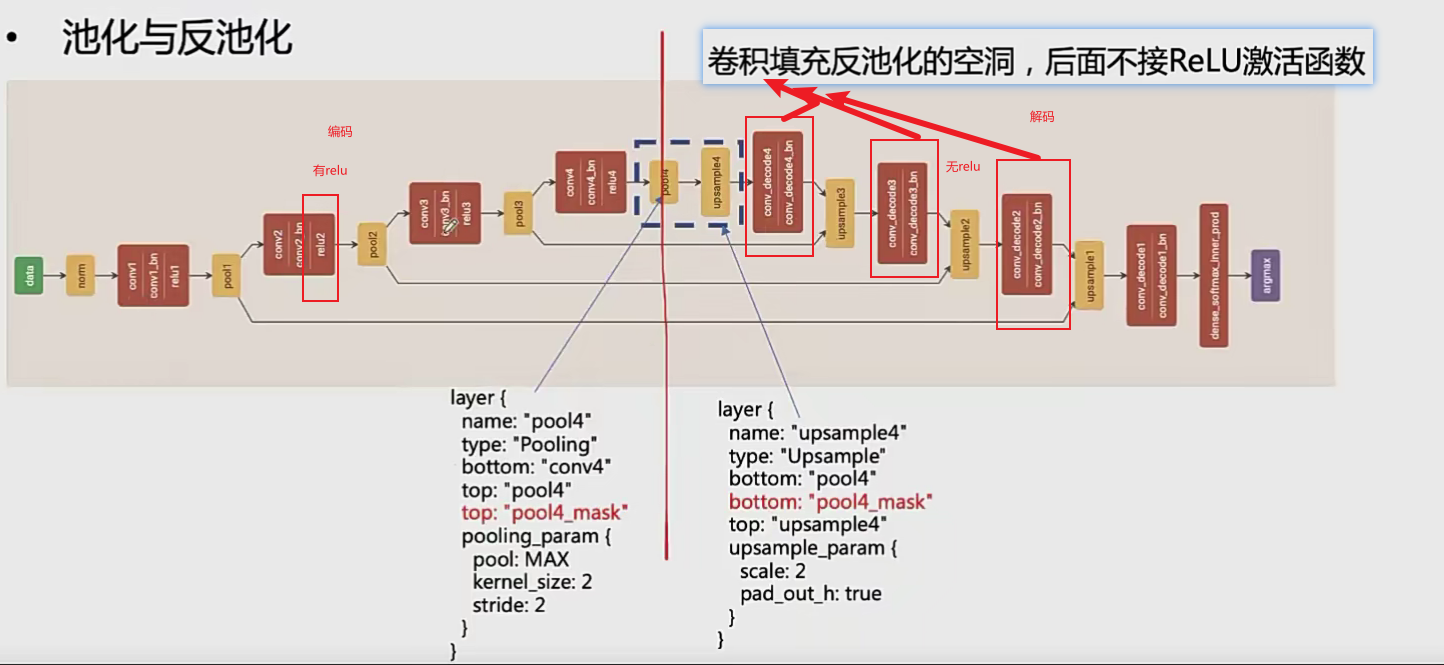 • 池化与反池化
卷积填充反池化的空洞，后面不接ReLU激活函数
编码
有relu
解码
无relu
data
norm
conv1
conv1_bn
relu1
pool1
conv2
conv2_bn
relu2
pool2
conv3
conv3_bn
relu3
pool3
conv4
conv4_bn
relu4
pool4
upsample4
conv_decode4
conv_decode4_bn
upsample3
conv_decode3
conv_decode3_bn
upsample2
conv_decode2
conv_decode2_bn
upsample1
conv_decode1
conv_decode1_bn
dense_softmax_inner_prod
argmax
layer {
name: "pool4"
type: "Pooling"
bottom: "conv4"
top: "pool4"
top: "pool4_mask"
pooling_param {
pool: MAX
kernel_size: 2
stride: 2
}
}
layer {
name: "upsample4"
type: "Upsample"
bottom: "pool4"
bottom: "pool4_mask"
top: "upsample4"
upsample_param {
scale: 2
pad_out_h: true
}
}